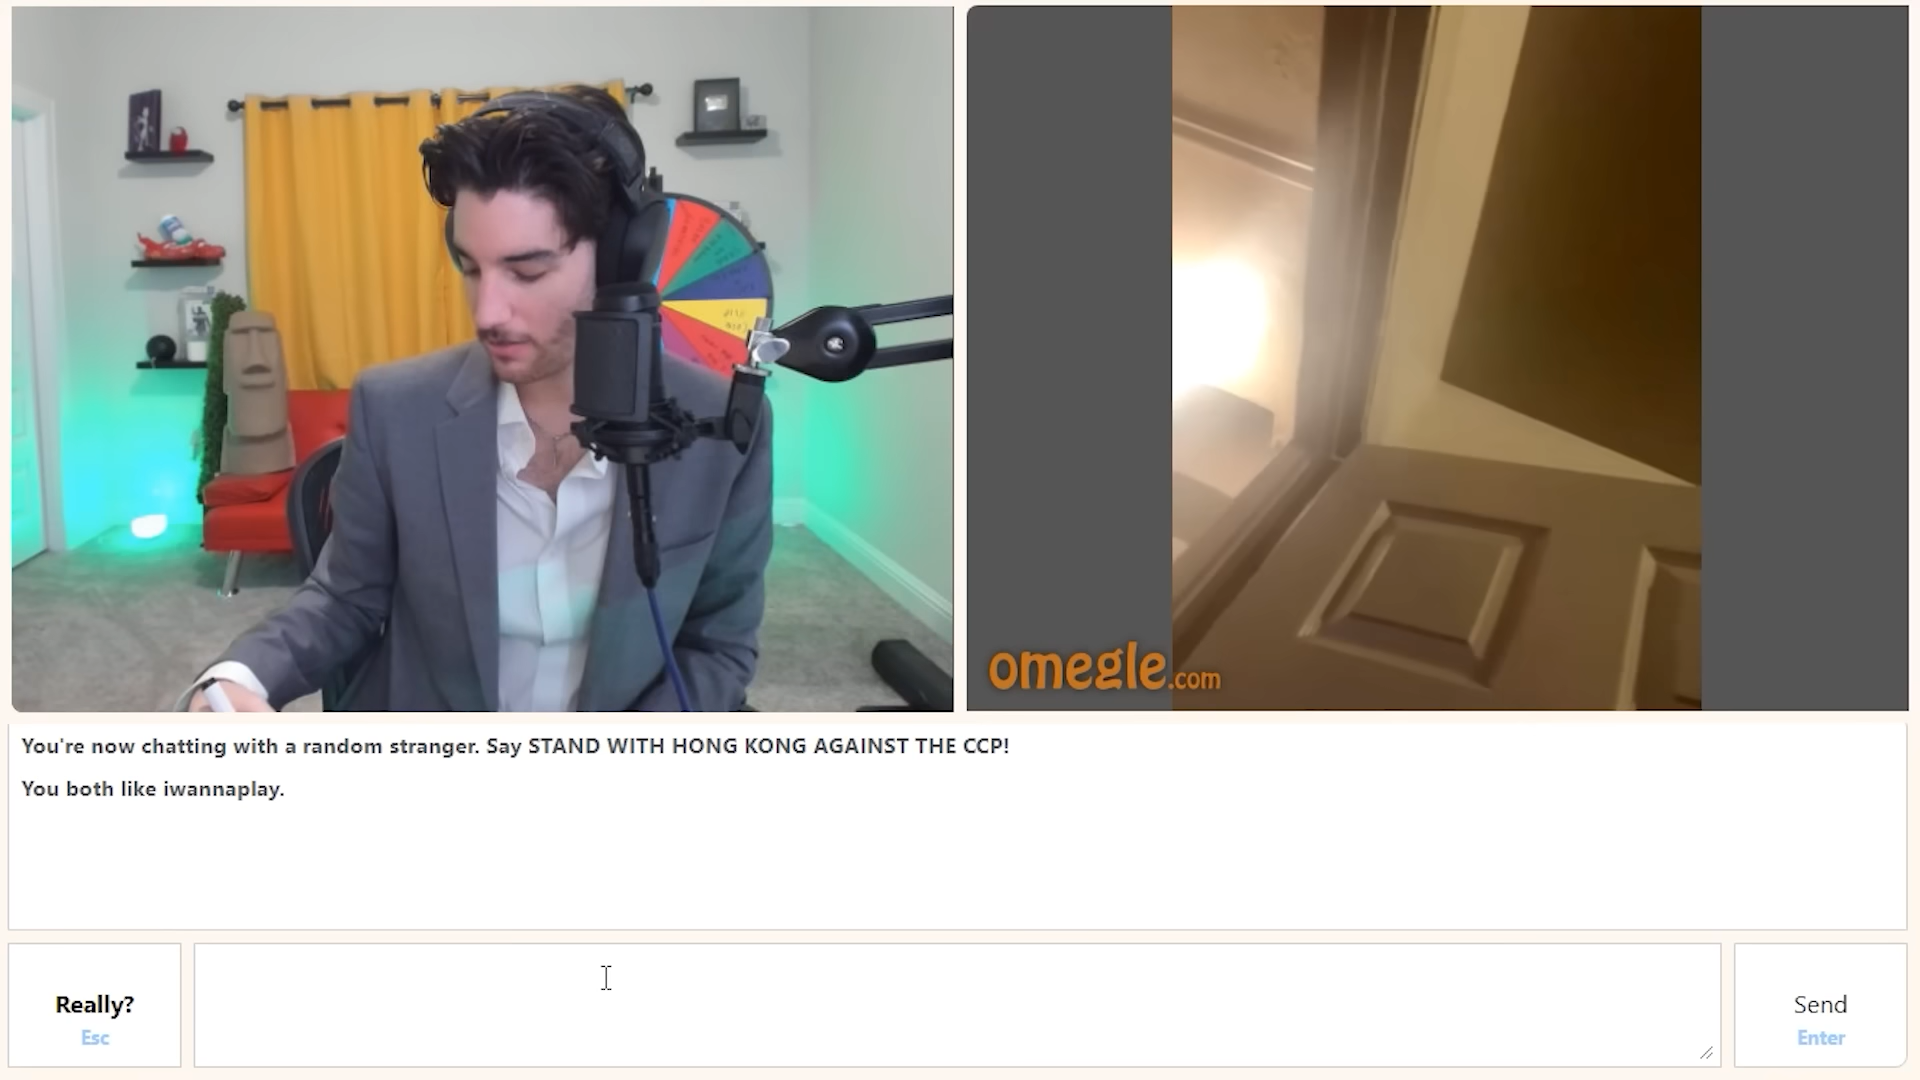 omegle.com
You're now chatting with a random stranger. Say STAND WITH HONG KONG AGAINST THE CCP!
You both like iwannaplay.
Really?
Esc
Send
Enter